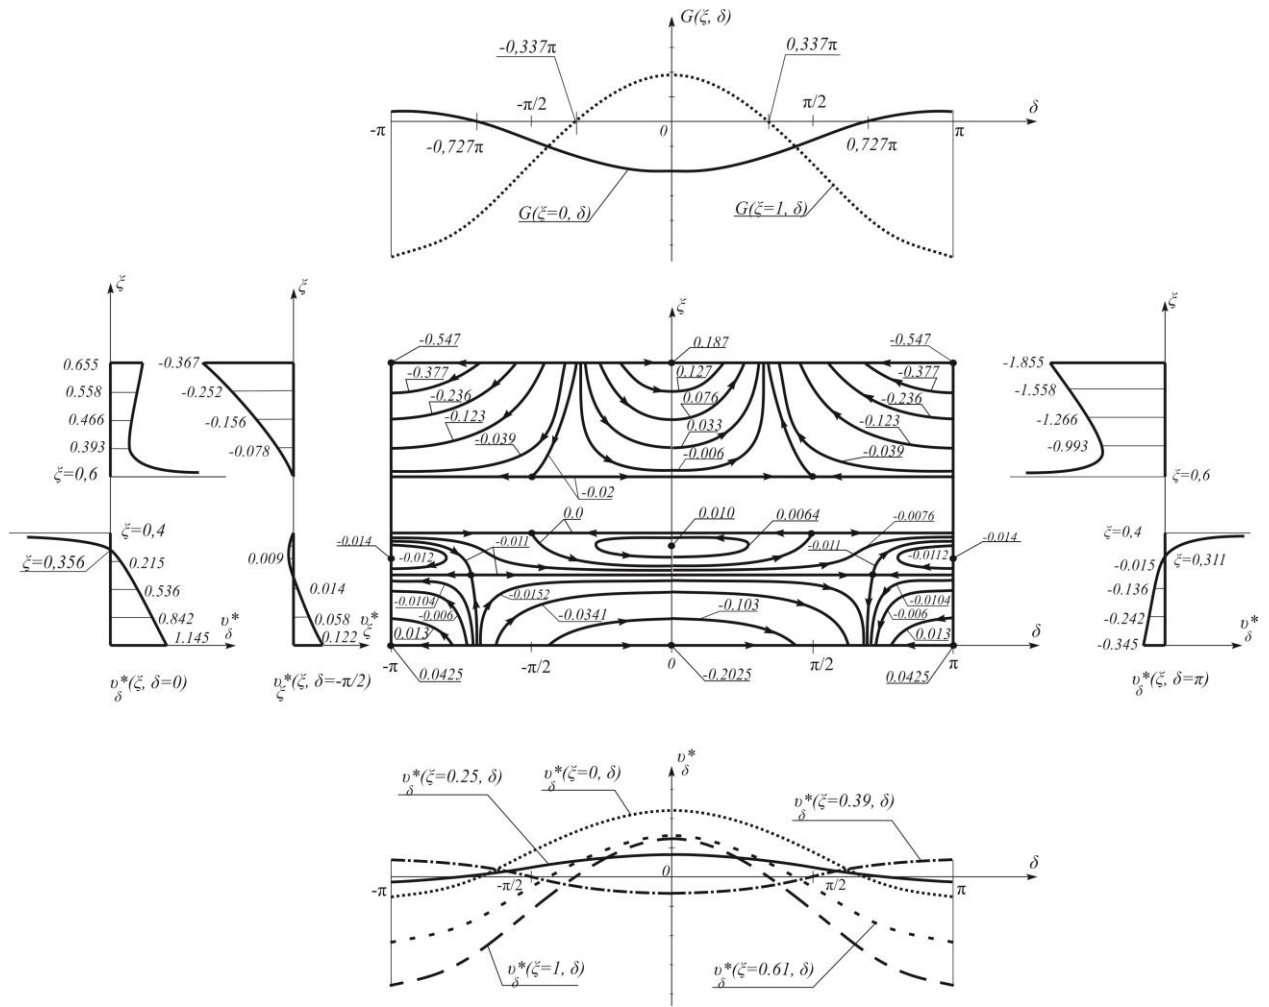 G(ξ, δ)
-0,337π
0,337π
-π/2
π/2
δ
-π
0
π
-0,727π
0,727π
G(ξ=0, δ)
G(ξ=1, δ)
ξ
0.655
0.558
0.466
0.393
ξ=0,6
ξ=0,4
ξ=0,356
0.215
0.536
0.842
1.145
υ*δ
υ*δ(ξ, δ=0)
ξ
-0.367
-0.252
-0.156
-0.078
0.009
0.014
0.058
0.122
υ*ξ
υ*ξ(ξ, δ=-π/2)
ξ
-0.547
0.187
-0.547
-0.377
0.127
-0.377
-0.236
0.076
-0.236
-0.123
0.033
-0.123
-0.039
-0.006
-0.039
-0.02
0.0
0.010
0.0064
-0.0076
-0.014
-0.012
-0.011
-0.011
-0.0112
-0.014
-0.0104
-0.0152
-0.0341
-0.103
-0.0104
-0.006
-0.006
0.013
0.013
δ
-π
-π/2
0
π/2
π
0.0425
-0.2025
0.0425
ξ
-1.855
-1.558
-1.266
-0.993
ξ=0.6
ξ=0,4
ξ=0,311
-0.015
-0.136
-0.242
-0.345
υ*δ
υ*δ(ξ, δ=π)
υ*δ
υ*δ(ξ=0.25, δ)
υ*δ(ξ=0, δ)
υ*δ(ξ=0.39, δ)
δ
-π
-π/2
0
π/2
π
υ*δ(ξ=1, δ)
υ*δ(ξ=0.61, δ)